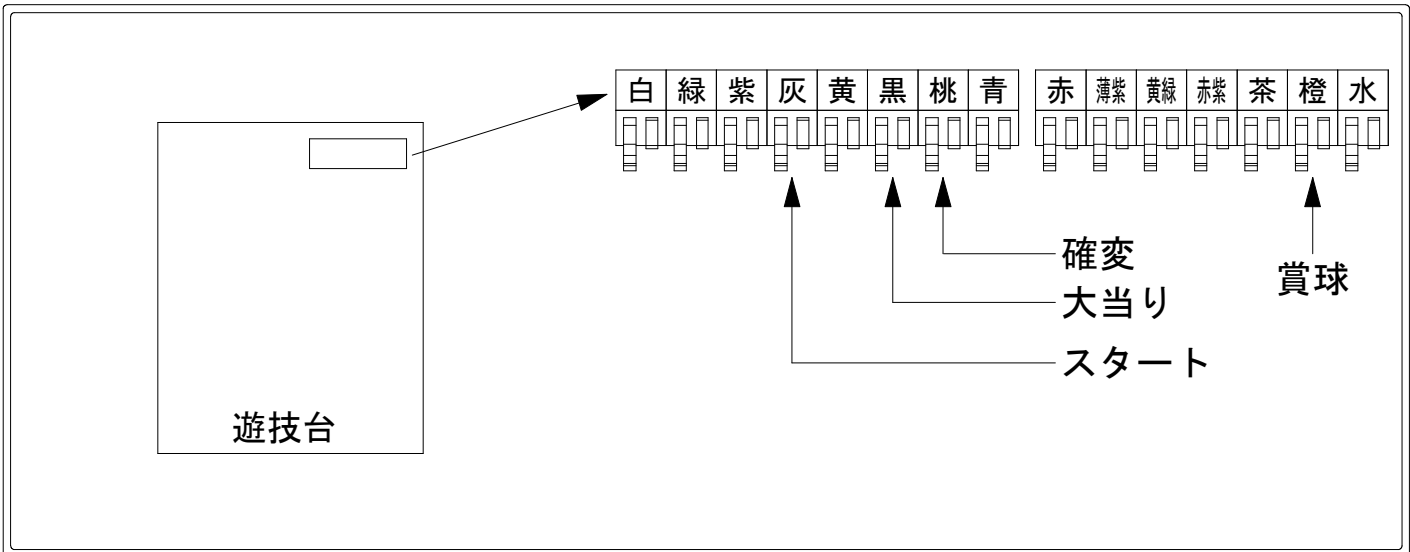 白 緑 紫 灰 黄 黒 桃 青 赤 薄紫 黄緑 赤紫 茶 橙 水
確変
大当り
スタート
賞球
遊技台